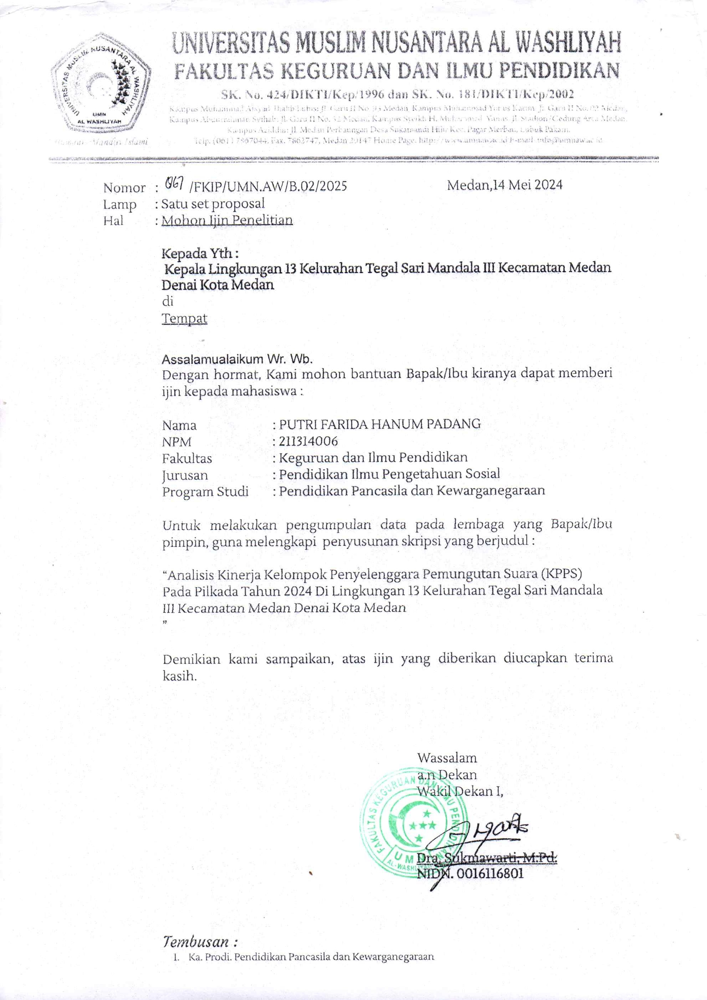 UNIVERSITAS MUSLIM NUSANTARA AL WASHLIYAH
UMN
AL WASHLIYAH
Mandiri Islami
UNIVERSITAS MUSLIM NUSANTARA AL WASHLIYAH
FAKULTAS KEGURUAN DAN ILMU PENDIDIKAN
SK. No. 424/DIKTI/Kep/1996 dan SK. No. 181/DIKTI/Kep/2002
Kampus Muhammad Arsyad Thalib Lubis: Jl. Garu II No. 93 Medan, Kampus Muhammad Yunus Karim: Jl. Garu II No. 02 Medan,
Kampus Abdurrahman Syihab: Jl. Garu II No. 52 Medan, Kampus Sheikh H. Muhammad Yunus, Jl. Stadion/Gedung Arca Medan,
Kampus Aziddin: Jl. Medan Perbaungan Desa Sukamandi Hilir Kec. Pagar Merbau, Lubuk Pakam,
Telp. (061) 7867044, Fax. 7862747, Medan 20147 Home Page: http://www.umnaw.ac.id E-mail: info@umnaw.ac.id
Nomor : /FKIP/UMN.AW/B.02/2025 Medan,14 Mei 2024
Lamp : Satu set proposal
Hal : Mohon Ijin Penelitian
Kepada Yth :
Kepala Lingkungan 13 Kelurahan Tegal Sari Mandala III Kecamatan Medan
Denai Kota Medan
di
Tempat
Assalamualaikum Wr. Wb.
Dengan hormat, Kami mohon bantuan Bapak/Ibu kiranya dapat memberi
ijin kepada mahasiswa :
Nama : PUTRI FARIDA HANUM PADANG
NPM : 211314006
Fakultas : Keguruan dan Ilmu Pendidikan
Jurusan : Pendidikan Ilmu Pengetahuan Sosial
Program Studi : Pendidikan Pancasila dan Kewarganegaraan
Untuk melakukan pengumpulan data pada lembaga yang Bapak/Ibu
pimpin, guna melengkapi penyusunan skripsi yang berjudul :
“Analisis Kinerja Kelompok Penyelenggara Pemungutan Suara (KPPS)
Pada Pilkada Tahun 2024 Di Lingkungan 13 Kelurahan Tegal Sari Mandala
III Kecamatan Medan Denai Kota Medan
”
Demikian kami sampaikan, atas ijin yang diberikan diucapkan terima
kasih.
Wassalam
a.n Dekan
Wakil Dekan I,
FAKULTAS KEGURUAN DAN ILMU PENDIDIKAN
UMN
AL-WASHLIYAH
Dra. Sukmawarti, M.Pd.
NIDN. 0016116801
Tembusan :
1. Ka. Prodi. Pendidikan Pancasila dan Kewarganegaraan